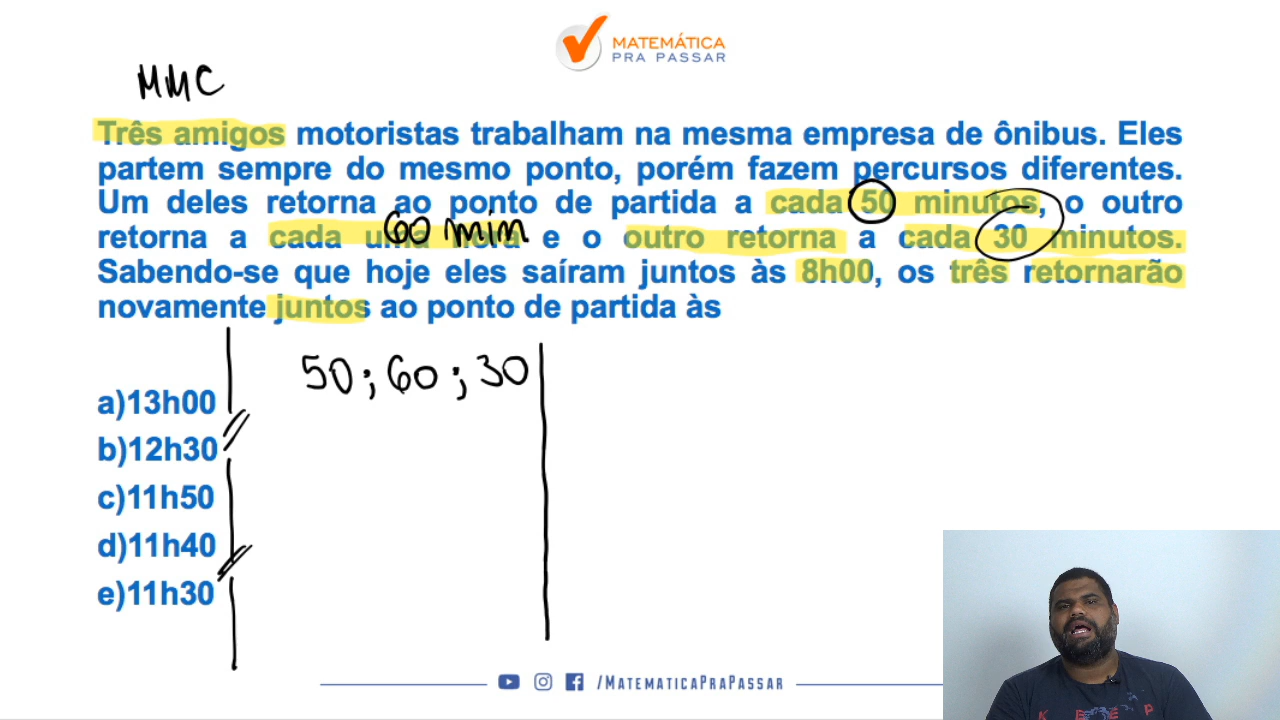 MATEMÁTICA
PRA PASSAR
MMC
Três amigos motoristas trabalham na mesma empresa de ônibus. Eles
partem sempre do mesmo ponto, porém fazem percursos diferentes.
Um deles retorna ao ponto de partida a cada 50 minutos, o outro
retorna a cada uma hora e o outro retorna a cada 30 minutos.
60 min
Sabendo-se que hoje eles saíram juntos às 8h00, os três retornarão
novamente juntos ao ponto de partida às
50 ; 60 ; 30
a)13h00
b)12h30
c)11h50
d)11h40
e)11h30
/MATEMATICAPRAPASSAR